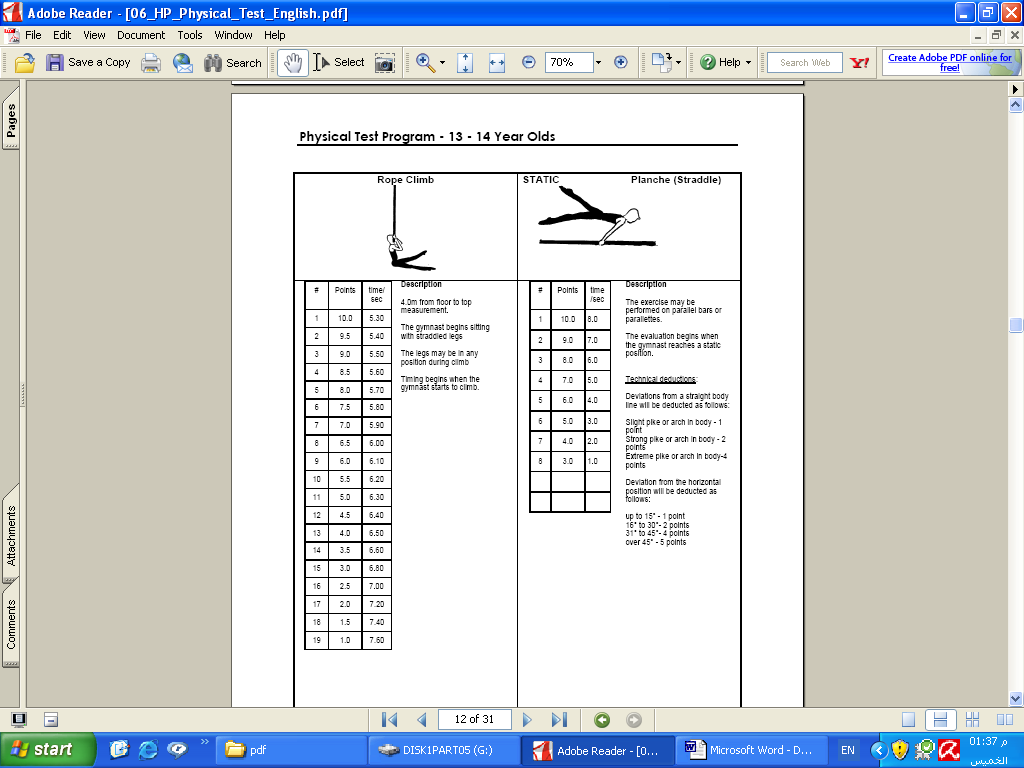 Adobe Reader - [06_HP_Physical_Test_English.pdf]
File Edit View Document Tools Window Help
Save a Copy Search Select 70% Help Search Web Y! Create Adobe PDF online for free!
Pages
Attachments
Comments
Physical Test Program - 13 - 14 Year Olds
Rope Climb
# Points time/ sec
1 10.0 5.30
2 9.5 5.40
3 9.0 5.50
4 8.5 5.60
5 8.0 5.70
6 7.5 5.80
7 7.0 5.90
8 6.5 6.00
9 6.0 6.10
10 5.5 6.20
11 5.0 6.30
12 4.5 6.40
13 4.0 6.50
14 3.5 6.60
15 3.0 6.80
16 2.5 7.00
17 2.0 7.20
18 1.5 7.40
19 1.0 7.60
Description
4.0m from floor to top
measurement.
The gymnast begins sitting
with straddled legs
The legs may be in any
position during climb
Timing begins when the
gymnast starts to climb.
STATIC Planche (Straddle)
# Points time /sec
1 10.0 8.0
2 9.0 7.0
3 8.0 6.0
4 7.0 5.0
5 6.0 4.0
6 5.0 3.0
7 4.0 2.0
8 3.0 1.0
Description
The exercise may be
performed on parallel bars or
parallettes.
The evaluation begins when
the gymnast reaches a static
position.
Technical deductions:
Deviations from a straight body
line will be deducted as follows:
Slight pike or arch in body - 1
point
Strong pike or arch in body - 2
points
Extreme pike or arch in body-4
points
Deviation from the horizontal
position will be deducted as
follows:
up to 15° - 1 point
16° to 30°- 2 points
31° to 45°- 4 points
over 45° - 5 points
12 of 31
start pdf DISK1PART05 (G:) Adobe Reader - [0... Microsoft Word - D... EN 01:37 م
الخميس